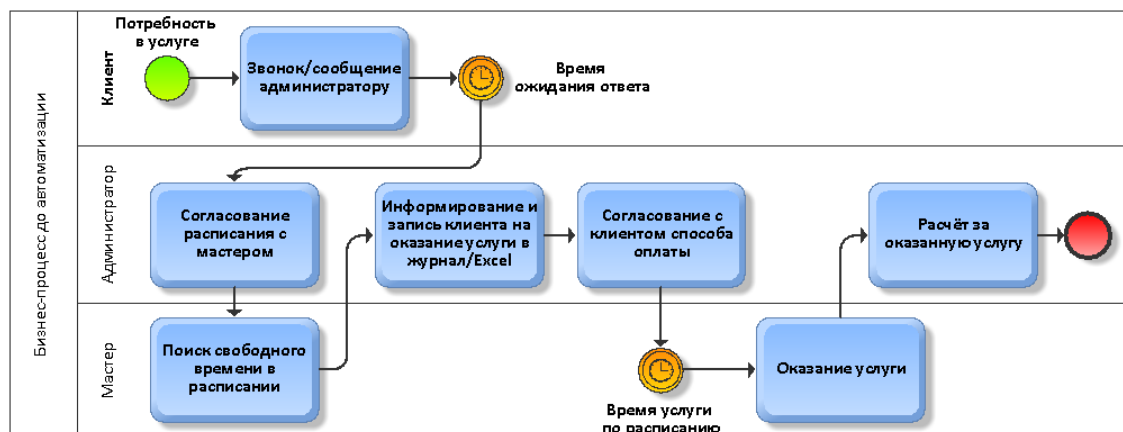 Бизнес-процесс до автоматизации
Клиент
Потребность
в услуге
Звонок/сообщение
администратору
Время
ожидания ответа
Администратор
Согласование
расписания с
мастером
Информирование и
запись клиента на
оказание услуги в
журнал/Excel
Согласование с
клиентом способа
оплаты
Расчёт за
оказанную услугу
Мастер
Поиск свободного
времени в
расписании
Время услуги
по расписанию
Оказание услуги